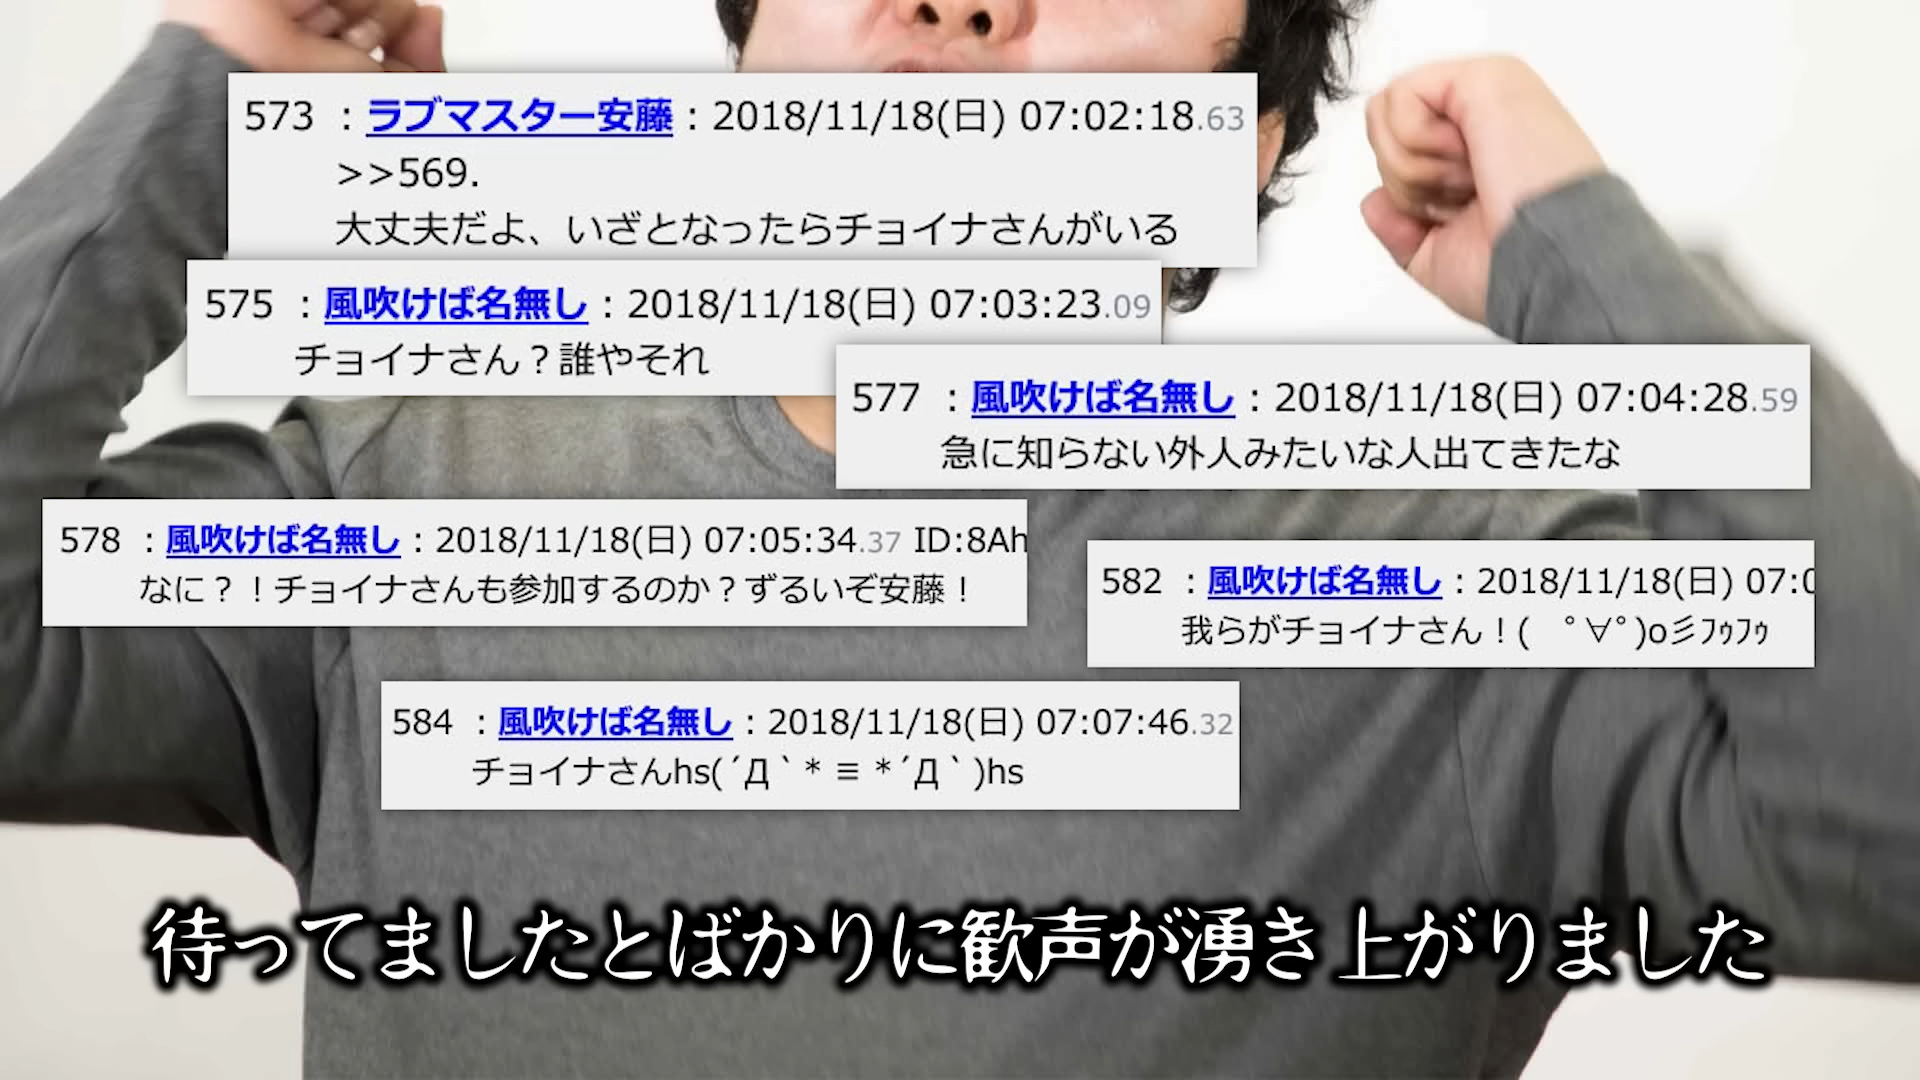 573 ：ラブマスター安藤：2018/11/18(日) 07:02:18.63
>>569.
大丈夫だよ、いざとなったらチョイナさんがいる
575 ：風吹けば名無し：2018/11/18(日) 07:03:23.09
チョイナさん？誰やそれ
577 ：風吹けば名無し：2018/11/18(日) 07:04:28.59
急に知らない外人みたいな人出てきたな
578 ：風吹けば名無し：2018/11/18(日) 07:05:34.37 ID:8Ah
なに？！チョイナさんも参加するのか？ずるいぞ安藤！
582 ：風吹けば名無し：2018/11/18(日) 07:0
我らがチョイナさん！(　ﾟ∀ﾟ)o彡ﾌｩﾌｩ
584 ：風吹けば名無し：2018/11/18(日) 07:07:46.32
チョイナさんhs(´Д｀*≡*´Д｀)hs
待ってましたとばかりに歓声が湧き上がりました